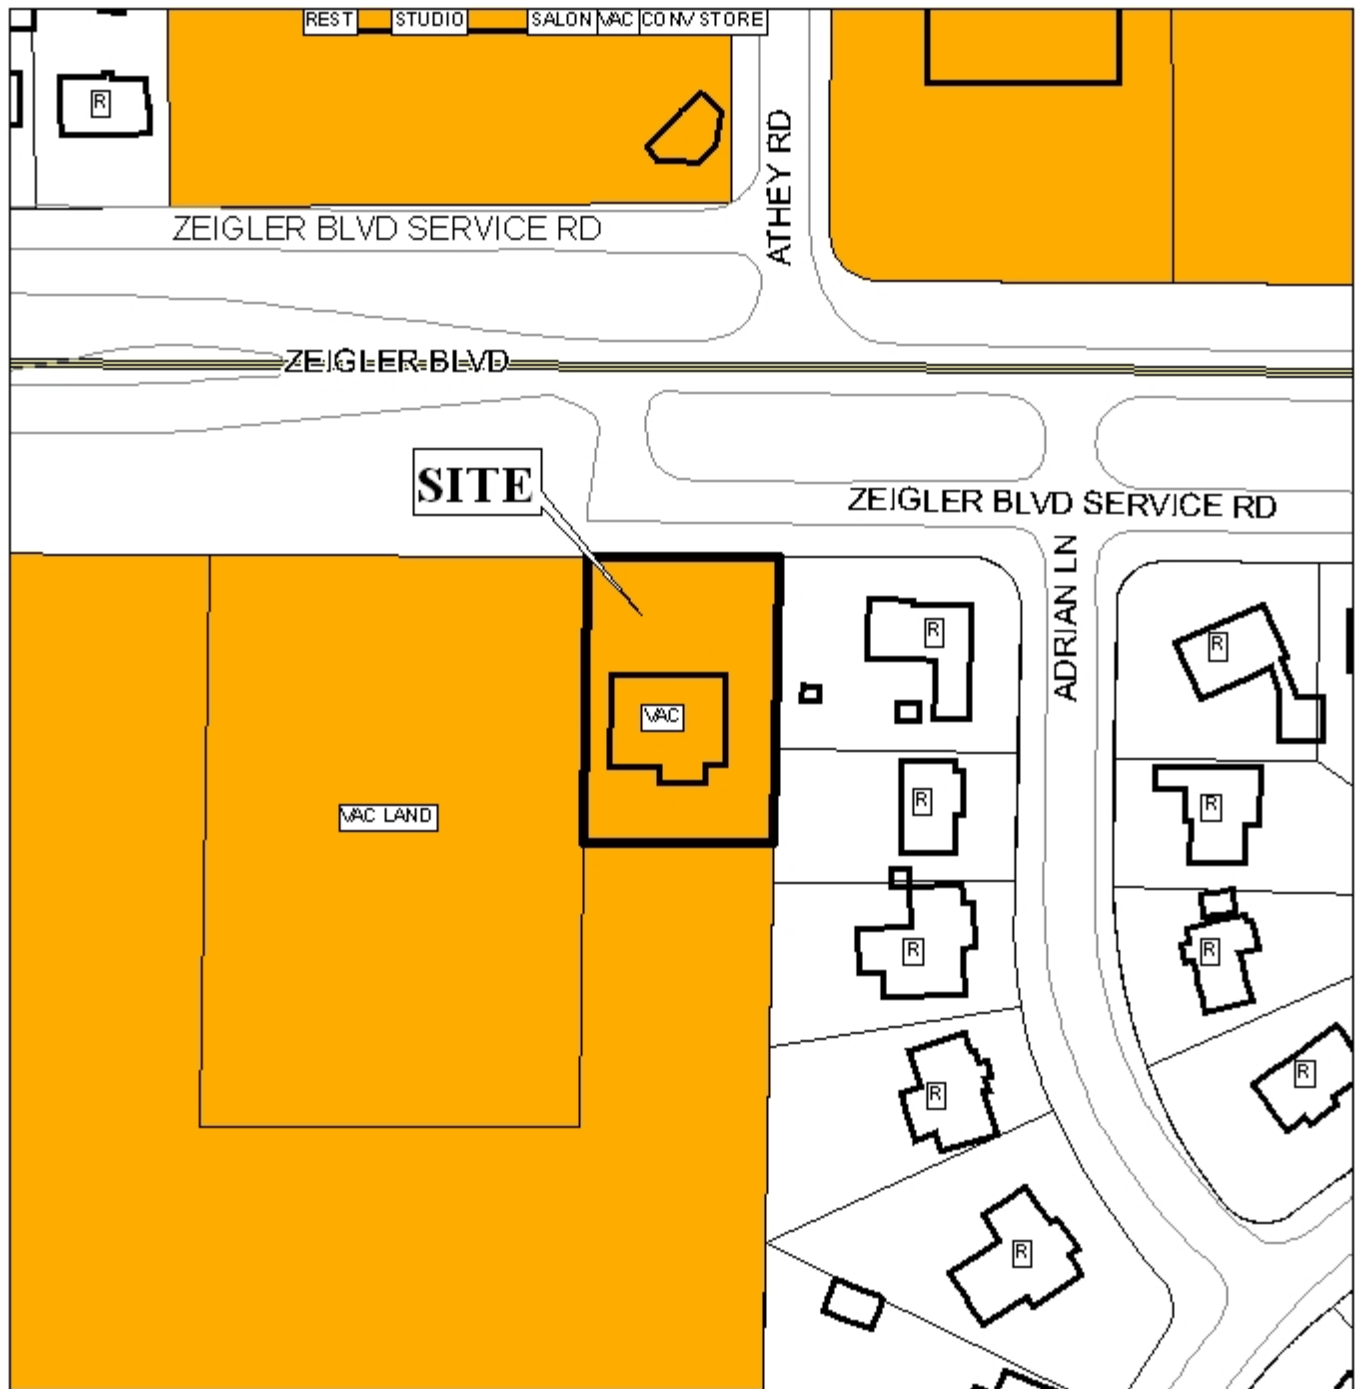 REST STUDIO SALON VAC CONV STORE
R
ATHEY RD
ZEIGLER BLVD SERVICE RD
ZEIGLER BLVD
SITE
ZEIGLER BLVD SERVICE RD
ADRIAN LN
R
R
VAC
R
R
VAC LAND
R
R
R
R
R